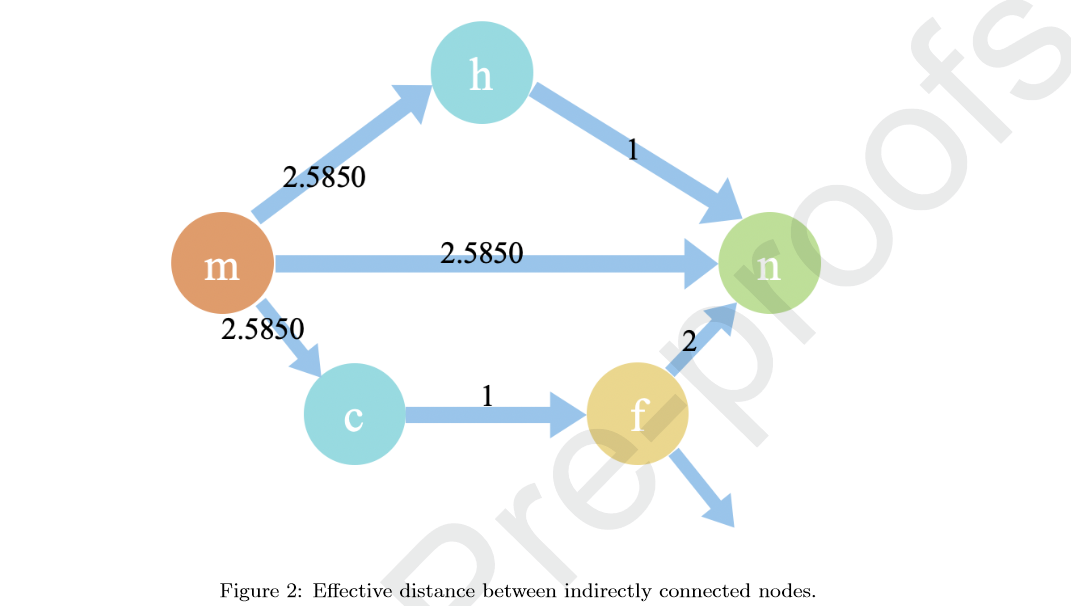 h
1
2.5850
m
2.5850
n
2.5850
2
1
c
f
Pre-proofs
Figure 2: Effective distance between indirectly connected nodes.